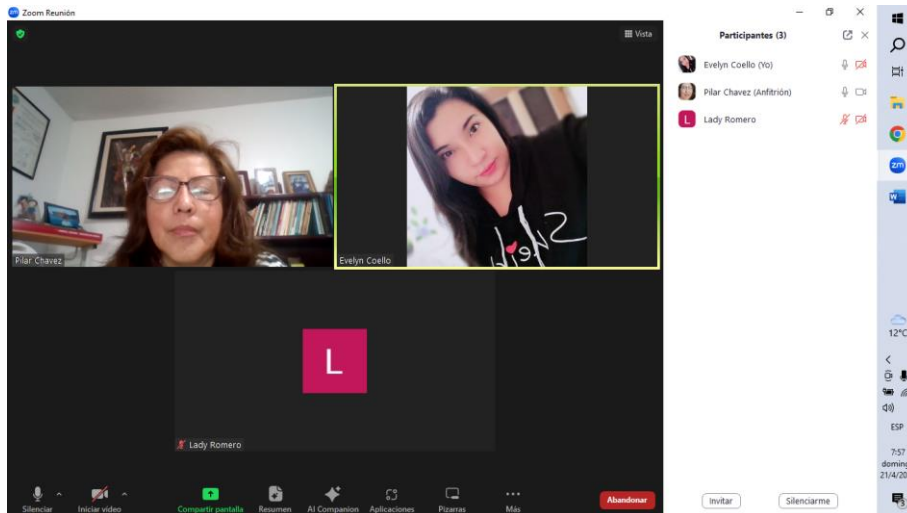 Zoom Reunión
Vista
Pilar Chavez
Evelyn Coello
L
Lady Romero
Silenciar
Iniciar video
Compartir pantalla
Resumen
AI Companion
Aplicaciones
Pizarras
Más
Abandonar
Participantes (3)
Evelyn Coello (Yo)
Pilar Chavez (Anfitrión)
L
Lady Romero
Invitar
Silenciarme
zm
W
12°C
ESP
7:57
21/4/20
3